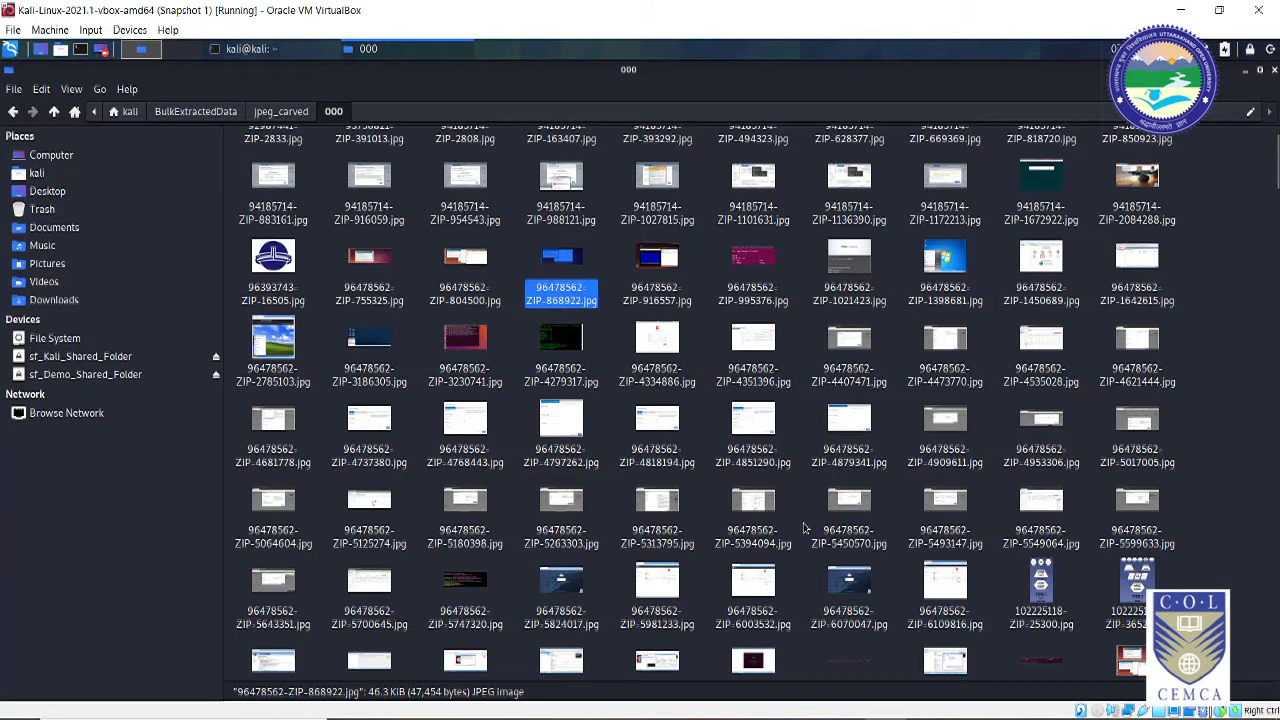 Kali-Linux-2021.1-vbox-amd64 (Snapshot 1) [Running] - Oracle VM VirtualBox
File Machine Input Devices Help
kali@kali: ~ 000
000
File Edit View Go Help
kali BulkExtractedData jpeg_carved 000
Places
Computer
kali
Desktop
Trash
Documents
Music
Pictures
Videos
Downloads
Devices
File System
sf_Kali_Shared_Folder
sf_Demo_Shared_Folder
Network
Browse Network
ZIP-2833.jpg ZIP-391013.jpg ZIP-2808.jpg ZIP-163407.jpg ZIP-393292.jpg ZIP-494323.jpg ZIP-628377.jpg ZIP-669369.jpg ZIP-818720.jpg ZIP-850923.jpg
94185714- 94185714- 94185714- 94185714- 94185714- 94185714- 94185714- 94185714- 94185714- 94185714-
ZIP-883161.jpg ZIP-916059.jpg ZIP-954543.jpg ZIP-988121.jpg ZIP-1027815.jpg ZIP-1101631.jpg ZIP-1136390.jpg ZIP-1172213.jpg ZIP-1672922.jpg ZIP-2084288.jpg
96393743- 96478562- 96478562- 96478562- 96478562- 96478562- 96478562- 96478562- 96478562- 96478562-
ZIP-16505.jpg ZIP-755325.jpg ZIP-804500.jpg ZIP-868922.jpg ZIP-916557.jpg ZIP-995376.jpg ZIP-1021423.jpg ZIP-1398681.jpg ZIP-1450689.jpg ZIP-1642615.jpg
96478562- 96478562- 96478562- 96478562- 96478562- 96478562- 96478562- 96478562- 96478562- 96478562-
ZIP-2785103.jpg ZIP-3186305.jpg ZIP-3230741.jpg ZIP-4279317.jpg ZIP-4334886.jpg ZIP-4351396.jpg ZIP-4407471.jpg ZIP-4473770.jpg ZIP-4535028.jpg ZIP-4621444.jpg
96478562- 96478562- 96478562- 96478562- 96478562- 96478562- 96478562- 96478562- 96478562- 96478562-
ZIP-4681778.jpg ZIP-4737380.jpg ZIP-4768443.jpg ZIP-4797262.jpg ZIP-4818194.jpg ZIP-4851290.jpg ZIP-4879341.jpg ZIP-4909611.jpg ZIP-4953306.jpg ZIP-5017005.jpg
96478562- 96478562- 96478562- 96478562- 96478562- 96478562- 96478562- 96478562- 96478562- 96478562-
ZIP-5064604.jpg ZIP-5125274.jpg ZIP-5180398.jpg ZIP-5263303.jpg ZIP-5313795.jpg ZIP-5394094.jpg ZIP-5450570.jpg ZIP-5493147.jpg ZIP-5549064.jpg ZIP-5599633.jpg
96478562- 96478562- 96478562- 96478562- 96478562- 96478562- 96478562- 96478562- 102225118-
ZIP-5643351.jpg ZIP-5700645.jpg ZIP-5747320.jpg ZIP-5824017.jpg ZIP-5981233.jpg ZIP-6003352.jpg ZIP-6070047.jpg ZIP-6109816.jpg ZIP-25300.jpg
"96478562-ZIP-868922.jpg": JPEG image
UTTARAKHAND OPEN UNIVERSITY
C·O·L
CEMCA
Right Ctrl